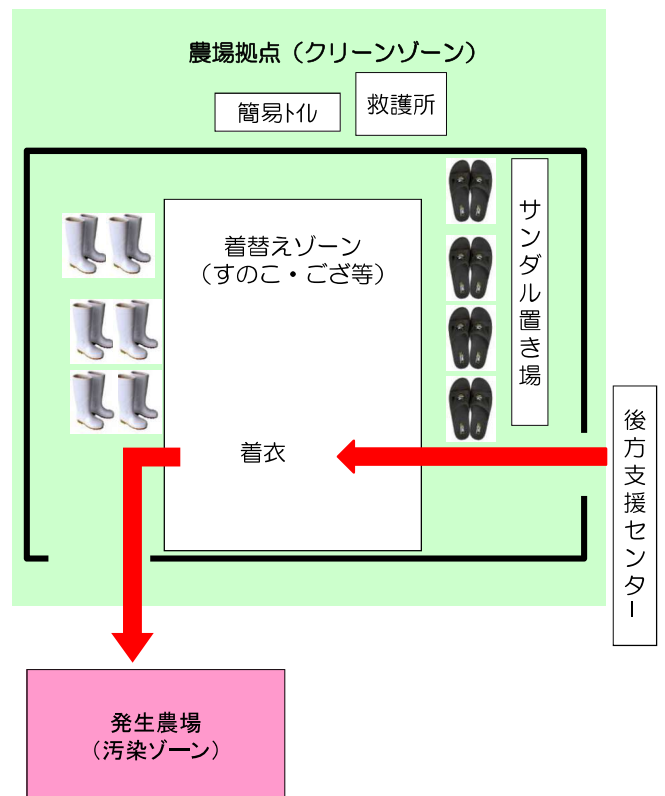 農場拠点（クリーンゾーン）
簡易ﾄｲﾚ
救護所
着替えゾーン
（すのこ・ござ等）
サンダル置き場
着衣
後方支援センター
発生農場
（汚染ゾーン）